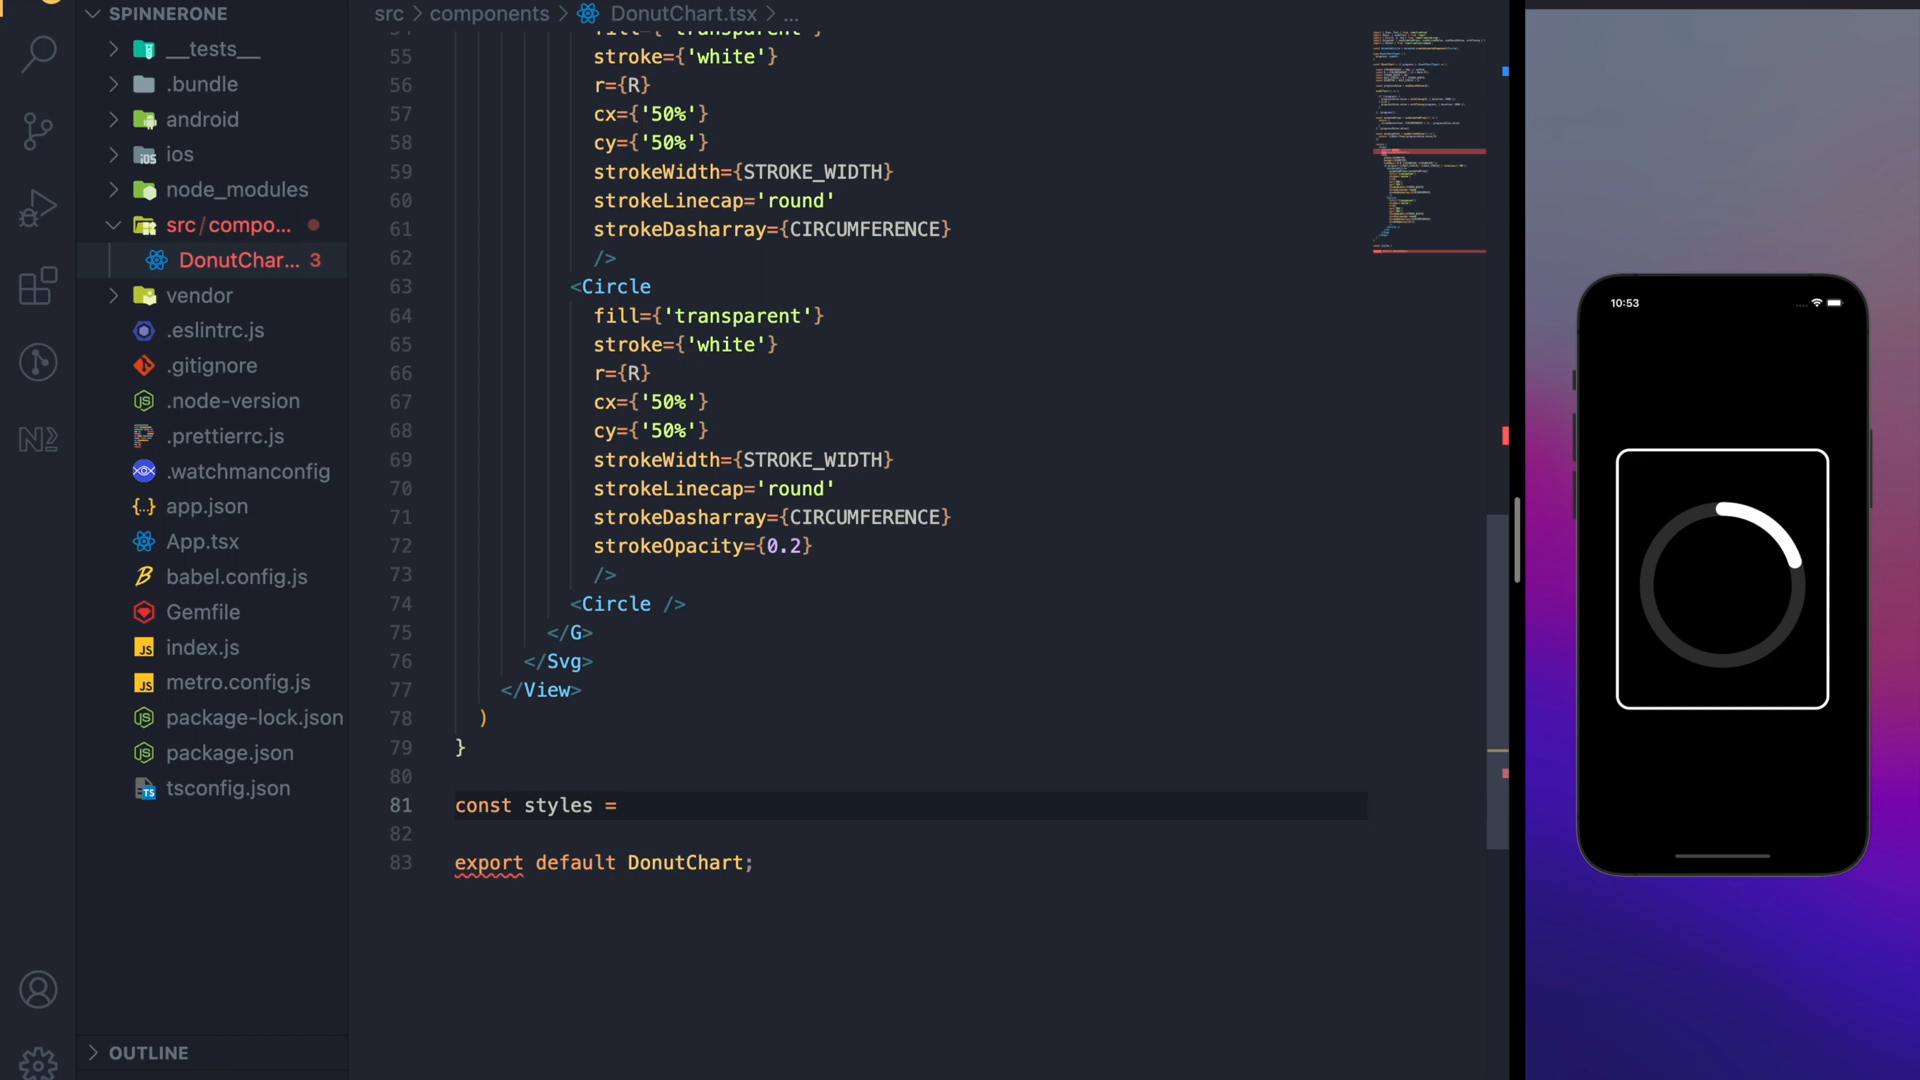 SPINNERONE
__tests__
.bundle
android
ios
node_modules
src/compo...
DonutChar... 3
vendor
.eslintrc.js
.gitignore
.node-version
.prettierrc.js
.watchmanconfig
app.json
App.tsx
babel.config.js
Gemfile
index.js
metro.config.js
package-lock.json
package.json
tsconfig.json
OUTLINE
src > components > DonutChart.tsx > ...
fill={'transparent'}
55 stroke={'white'}
56 r={R}
57 cx={'50%'}
58 cy={'50%'}
59 strokeWidth={STROKE_WIDTH}
60 strokeLinecap='round'
61 strokeDasharray={CIRCUMFERENCE}
62 />
63 <Circle
64 fill={'transparent'}
65 stroke={'white'}
66 r={R}
67 cx={'50%'}
68 cy={'50%'}
69 strokeWidth={STROKE_WIDTH}
70 strokeLinecap='round'
71 strokeDasharray={CIRCUMFERENCE}
72 strokeOpacity={0.2}
73 />
74 <Circle />
75 </G>
76 </Svg>
77 </View>
78 )
79 }
80
81 const styles =
82
83 export default DonutChart;
10:53